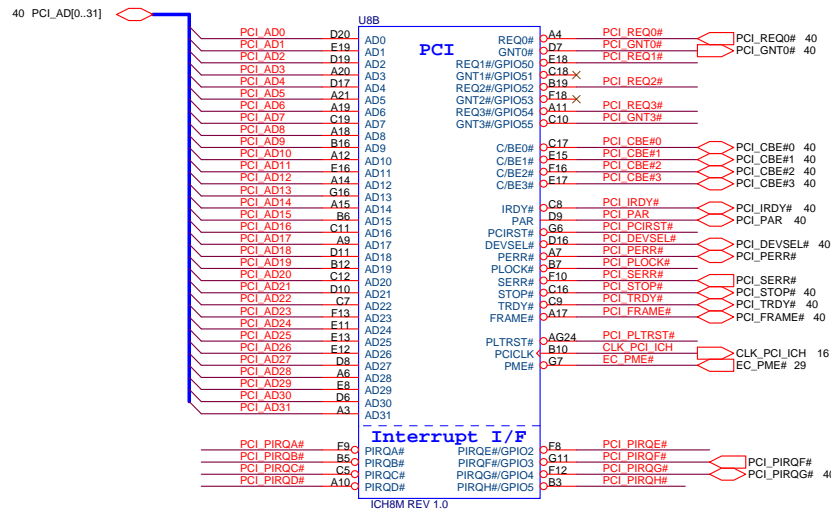 40 PCI_AD[0..31]
U8B
PCI
PCI_AD0 D20 AD0
PCI_AD1 E19 AD1
PCI_AD2 D19 AD2
PCI_AD3 A20 AD3
PCI_AD4 D17 AD4
PCI_AD5 A21 AD5
PCI_AD6 A19 AD6
PCI_AD7 C19 AD7
PCI_AD8 A18 AD8
PCI_AD9 B16 AD9
PCI_AD10 A12 AD10
PCI_AD11 E16 AD11
PCI_AD12 A14 AD12
PCI_AD13 G16 AD13
PCI_AD14 A15 AD14
PCI_AD15 B6 AD15
PCI_AD16 C11 AD16
PCI_AD17 A9 AD17
PCI_AD18 D11 AD18
PCI_AD19 B12 AD19
PCI_AD20 C12 AD20
PCI_AD21 D10 AD21
PCI_AD22 C7 AD22
PCI_AD23 F13 AD23
PCI_AD24 E11 AD24
PCI_AD25 E13 AD25
PCI_AD26 E12 AD26
PCI_AD27 D8 AD27
PCI_AD28 A6 AD28
PCI_AD29 E8 AD29
PCI_AD30 D6 AD30
PCI_AD31 A3 AD31
REQ0# A4 PCI_REQ0# PCI_REQ0# 40
GNT0# D7 PCI_GNT0# PCI_GNT0# 40
REQ1#/GPIO50 E18 PCI_REQ1#
GNT1#/GPIO51 C18
REQ2#/GPIO52 B19 PCI_REQ2#
GNT2#/GPIO53 F18
REQ3#/GPIO54 A11 PCI_REQ3#
GNT3#/GPIO55 C10 PCI_GNT3#
C/BE0# C17 PCI_CBE#0 PCI_CBE#0 40
C/BE1# E15 PCI_CBE#1 PCI_CBE#1 40
C/BE2# F16 PCI_CBE#2 PCI_CBE#2 40
C/BE3# E17 PCI_CBE#3 PCI_CBE#3 40
IRDY# C8 PCI_IRDY# PCI_IRDY# 40
PAR D9 PCI_PAR PCI_PAR 40
PCIRST# G6 PCI_PCIRST#
DEVSEL# D16 PCI_DEVSEL# PCI_DEVSEL# 40
PERR# A7 PCI_PERR# PCI_PERR#
PLOCK# B7 PCI_PLOCK#
SERR# F10 PCI_SERR# PCI_SERR#
STOP# C16 PCI_STOP# PCI_STOP# 40
TRDY# C9 PCI_TRDY# PCI_TRDY# 40
FRAME# A17 PCI_FRAME# PCI_FRAME# 40
PLTRST# AG24 PCI_PLTRST#
PCICLK B10 CLK_PCI_ICH CLK_PCI_ICH 16
PME# G7 EC_PME# EC_PME# 29
Interrupt I/F
PCI_PIRQA# F9 PIRQA# PIRQE#/GPIO2 F8 PCI_PIRQE#
PCI_PIRQB# B5 PIRQB# PIRQF#/GPIO3 G11 PCI_PIRQF# PCI_PIRQF#
PCI_PIRQC# C5 PIRQC# PIRQG#/GPIO4 F12 PCI_PIRQG# PCI_PIRQG# 40
PCI_PIRQD# A10 PIRQD# PIRQH#/GPIO5 B3 PCI_PIRQH#
ICH8M REV 1.0